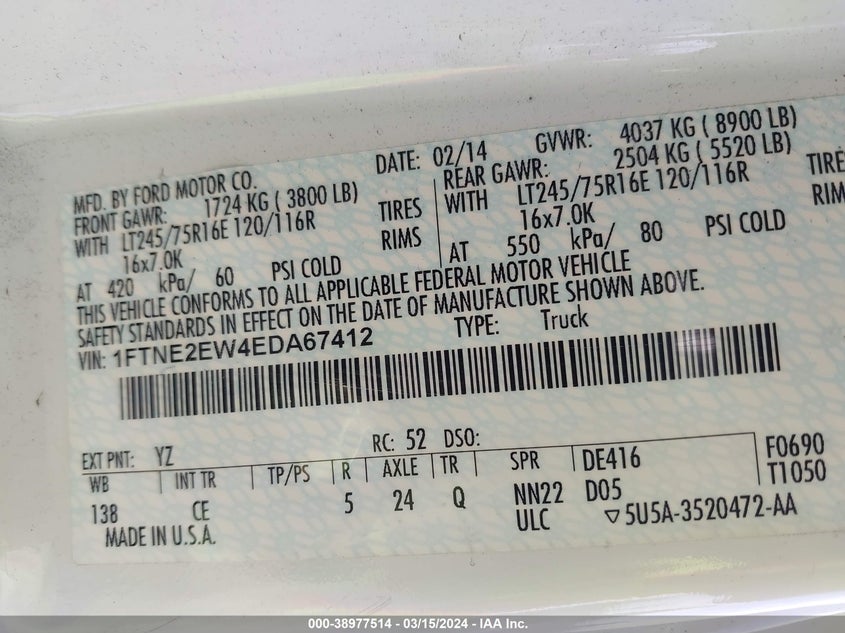 MFD. BY FORD MOTOR CO. DATE: 02/14 GVWR: 4037 KG ( 8900 LB)
FRONT GAWR: 1724 KG ( 3800 LB) REAR GAWR: 2504 KG ( 5520 LB)
WITH LT245/75R16E 120/116R TIRES WITH LT245/75R16E 120/116R TIRES
16x7.0K RIMS 16x7.0K RIM
AT 420 kPa/ 60 PSI COLD AT 550 kPa/ 80 PSI COLD
THIS VEHICLE CONFORMS TO ALL APPLICABLE FEDERAL MOTOR VEHICLE
SAFETY STANDARDS IN EFFECT ON THE DATE OF MANUFACTURE SHOWN ABOVE.
VIN: 1FTNE2EW4EDA67412 TYPE: Truck
EXT PNT: YZ RC: 52 DSO:
WB INT TR TP/PS R AXLE TR SPR DE416 F0690
138 CE 5 24 Q NN22 D05 T1050
MADE IN U.S.A. ULC ▽5U5A-3520472-AA
000-38977514 / 03/15/2024 - © IAA Inc.